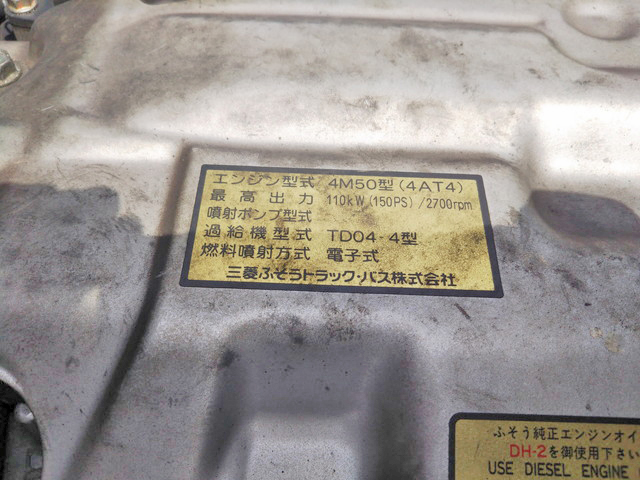 エンジン型式 4M50型(4AT4)
最高出力 110kW(150PS)/2700rpm
噴射ポンプ型式
過給機型式 TD04-4型
燃料噴射方式 電子式
三菱ふそうトラック・バス株式会社
ふそう純正エンジンオイ
DH-2を御使用下さい
USE DIESEL ENGINE